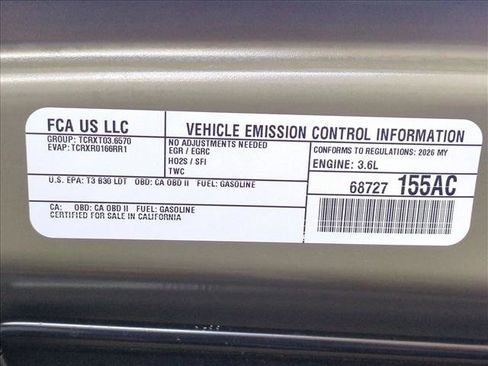 FCA US LLC
GROUP: TCRXT03.6570
EVAP: TCRXR0166RR1
VEHICLE EMISSION CONTROL INFORMATION
NO ADJUSTMENTS NEEDED
EGR / EGRC
HO2S / SFI
TWC
CONFORMS TO REGULATIONS: 2026 MY
ENGINE: 3.6L
68727 155AC
U.S. EPA: T3 B30 LDT OBD: CA OBD II FUEL: GASOLINE
CA: OBD: CA OBD II FUEL: GASOLINE
CERTIFIED FOR SALE IN CALIFORNIA